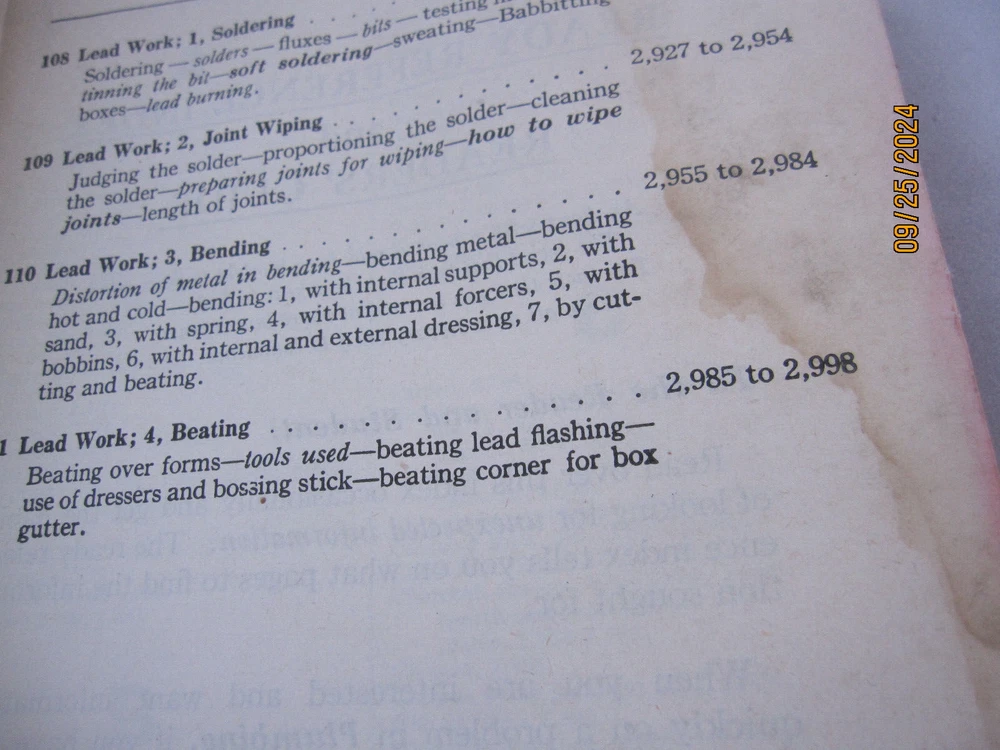 108 Lead Work; 1, Soldering . . . . . . .
Soldering — solders — fluxes — bits — testing
tinning the bit—soft soldering—sweating—Babbitting
boxes—lead burning.
109 Lead Work; 2, Joint Wiping . . . . . . . . . . . 2,927 to 2,954
Judging the solder—proportioning the solder—cleaning
the solder—preparing joints for wiping—how to wipe
joints—length of joints.
110 Lead Work; 3, Bending . . . . . . . . . . . . . 2,955 to 2,984
Distortion of metal in bending—bending metal—bending
hot and cold—bending: 1, with internal supports, 2, with
sand, 3, with spring, 4, with internal forcers, 5, with
bobbins, 6, with internal and external dressing, 7, by cut-
ting and beating.
1 Lead Work; 4, Beating . . . . . . . . . . . . . 2,985 to 2,998
Beating over forms—tools used—beating lead flashing—
use of dressers and bossing stick—beating corner for box
gutter.
09/25/2024